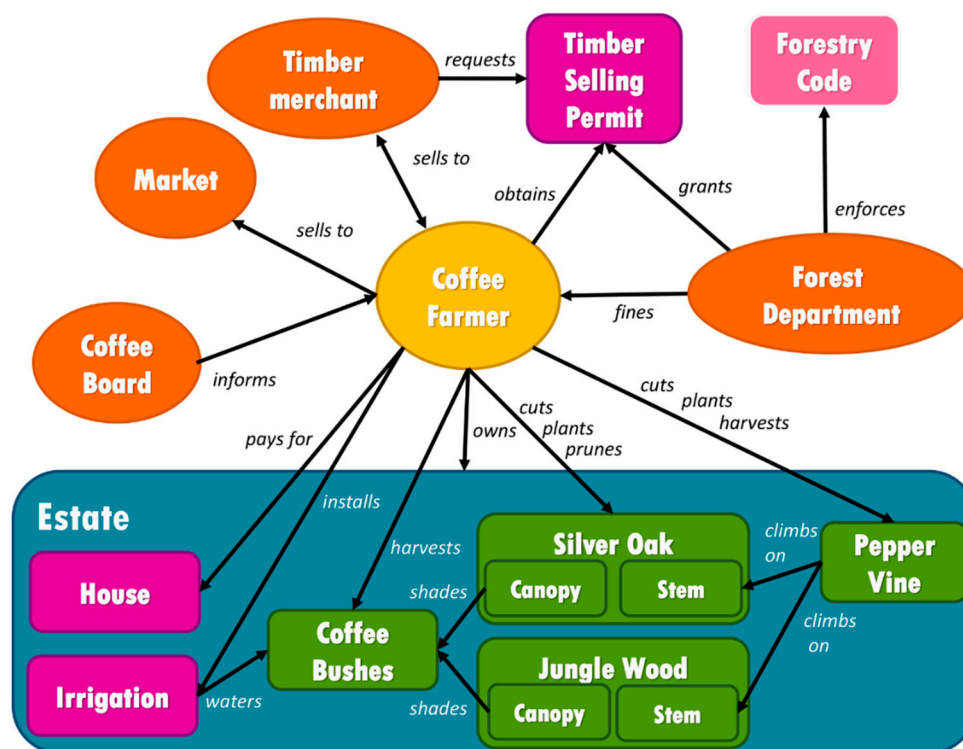 Timber
merchant
requests
Timber
Selling
Permit
Forestry
Code
Market
sells to
sells to
obtains
grants
enforces
Coffee
Farmer
Forest
Department
fines
Coffee
Board
informs
pays for
installs
harvests
owns
cuts
plants
prunes
cuts
plants
harvests
Estate
House
Irrigation
waters
Coffee
Bushes
shades
shades
Silver Oak
Canopy
Stem
climbs
on
Pepper
Vine
climbs
on
Jungle Wood
Canopy
Stem